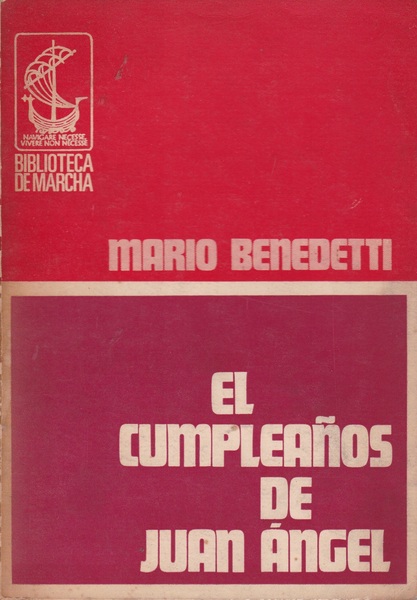 NAVIGARE NECESSE,
VIVERE NON NECESSE
BIBLIOTECA
DE MARCHA
MARIO BENEDETTI
EL
CUMPLEAÑOS
DE
JUAN ÁNGEL